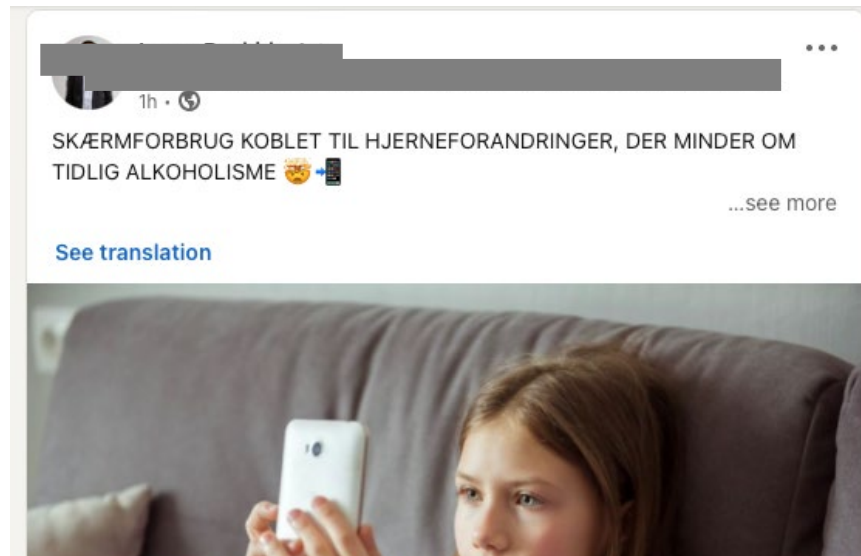 1h •
SKÆRMFORBRUG KOBLET TIL HJERNEFORANDRINGER, DER MINDER OM
TIDLIG ALKOHOLISME 🤯📲
...see more
See translation